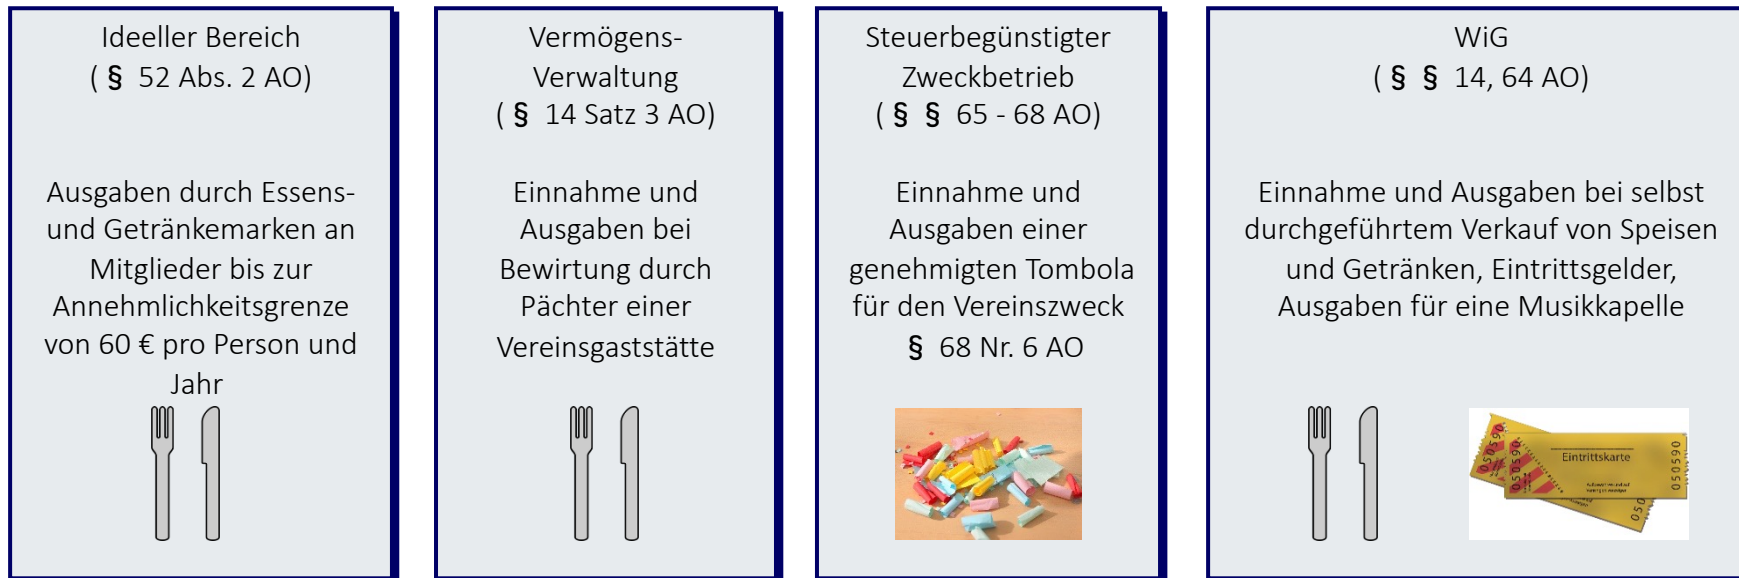 Ideeller Bereich
( § 52 Abs. 2 AO)
Ausgaben durch Essens-
und Getränkemarken an
Mitglieder bis zur
Annehmlichkeitsgrenze
von 60 € pro Person und
Jahr
Vermögens-
Verwaltung
( § 14 Satz 3 AO)
Einnahme und
Ausgaben bei
Bewirtung durch
Pächter einer
Vereinsgaststätte
Steuerbegünstigter
Zweckbetrieb
( § § 65 - 68 AO)
Einnahme und
Ausgaben einer
genehmigten Tombola
für den Vereinszweck
§ 68 Nr. 6 AO
WiG
( § § 14, 64 AO)
Einnahme und Ausgaben bei selbst
durchgeführtem Verkauf von Speisen
und Getränken, Eintrittsgelder,
Ausgaben für eine Musikkapelle
050590
Eintrittskarte
050590
050590